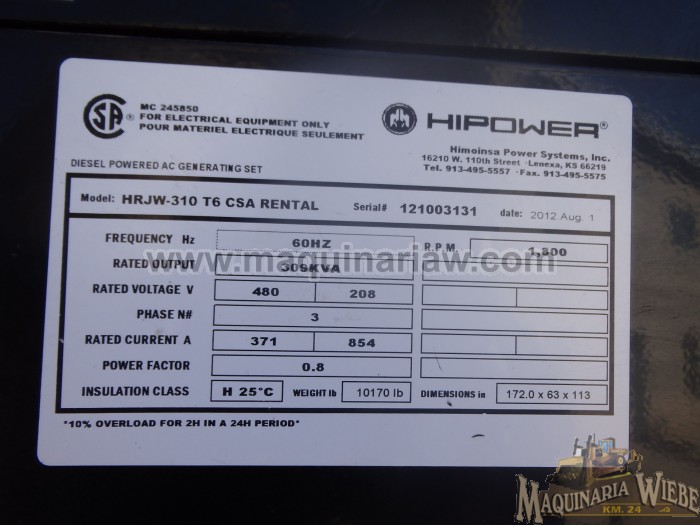 MC 245850
FOR ELECTRICAL EQUIPMENT ONLY
POUR MATERIEL ELECTRIQUE SEULEMENT
HIPOWER®
Himoinsa Power Systems, Inc.
16210 W. 110th Street · Lenexa, KS 66219
Tel. 913-495-5557 · Fax. 913-495-5575
DIESEL POWERED AC GENERATING SET
Model: HRJW-310 T6 CSA RENTAL Serial# 121003131 date: 2012.Aug. 1
FREQUENCY Hz 60HZ R.P.M. 1,800
RATED OUTPUT 309KVA
www.maquinariaw.com
RATED VOLTAGE V 480 208
PHASE N# 3
RATED CURRENT A 371 854
POWER FACTOR 0.8
INSULATION CLASS H 25°C WEIGHT lb 10170 lb DIMENSIONS in 172.0 x 63 x 113
*10% OVERLOAD FOR 2H IN A 24H PERIOD*
MAQUINARIA WIEBE
KM. 24